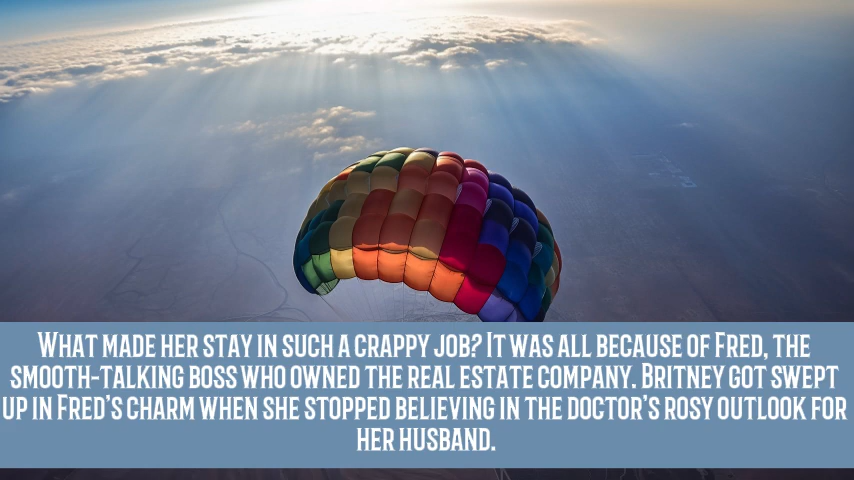 What made her stay in such a crappy job? It was all because of Fred, the
smooth-talking boss who owned the real estate company. Britney got swept
up in Fred's charm when she stopped believing in the doctor's rosy outlook for
her husband.